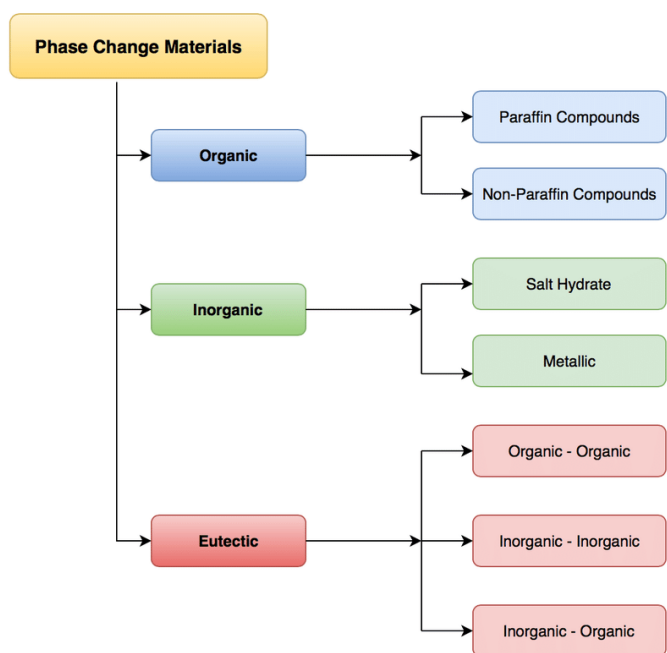 Phase Change Materials
Organic
Paraffin Compounds
Non-Paraffin Compounds
Inorganic
Salt Hydrate
Metallic
Eutectic
Organic - Organic
Inorganic - Inorganic
Inorganic - Organic